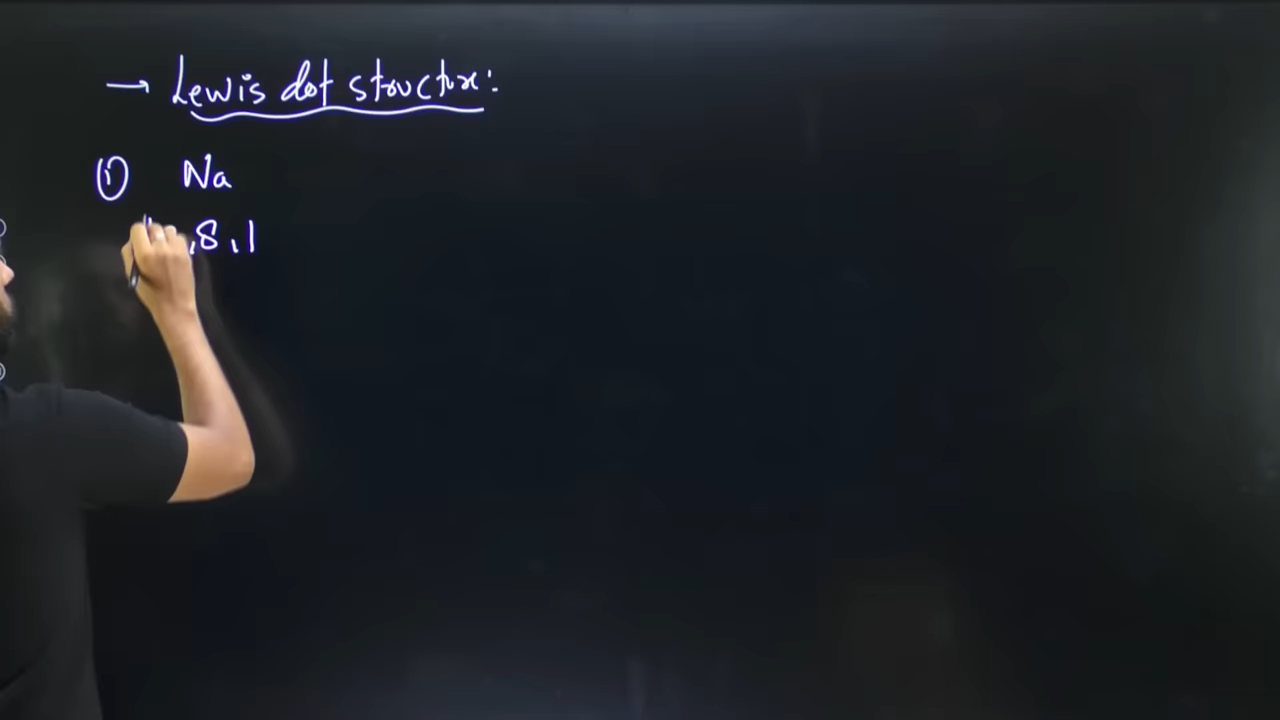 → Lewis dot structure:
① Na
,8,1